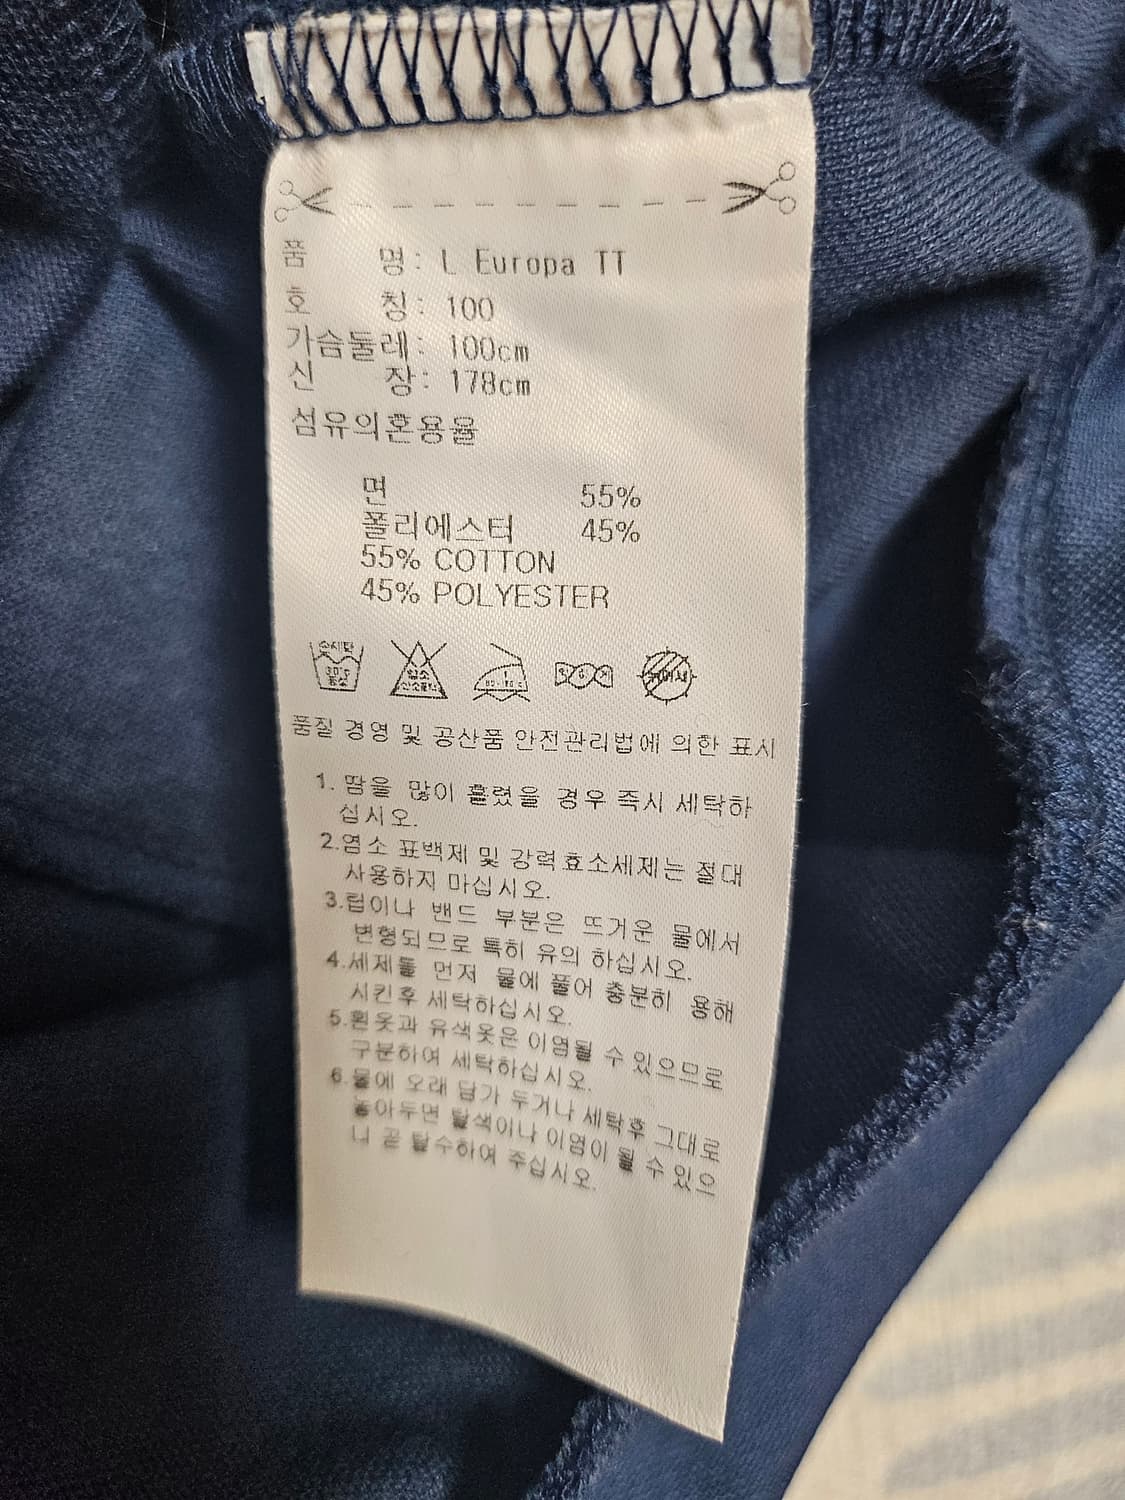 품 명: L Europa TT
호 칭: 100
가슴둘레: 100cm
신 장: 178cm
섬유의혼용율
면 55%
폴리에스터 45%
55% COTTON
45% POLYESTER
품질 경영 및 공산품 안전관리법에 의한 표시
1. 땀을 많이 흘렸을 경우 즉시 세탁하
십시오.
2.염소 표백제 및 강력효소세제는 절대
사용하지 마십시오.
3.립이나 밴드 부분은 뜨거운 물에서
변형되므로 특히 유의 하십시오.
4.세제를 먼저 물에 풀어 충분히 용해
시킨후 세탁하십시오.
5.흰옷과 유색옷은 이염될 수 있으므로
구분하여 세탁하십시오.
6.물에 오래 담가 두거나 세탁후 그대로
놓아두면 탈색이나 이염이 될 수 있으
니 곧 탈수하여 주십시오.